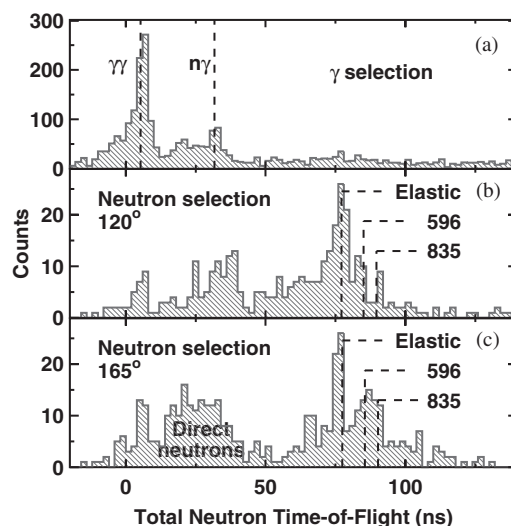 300
200
100
0
γγ
nγ
γ selection
(a)
20
10
0
Neutron selection
120°
Elastic
596
835
(b)
20
10
0
Neutron selection
165°
Direct
neutrons
Elastic
596
835
(c)
Counts
0 50 100
Total Neutron Time-of-Flight (ns)